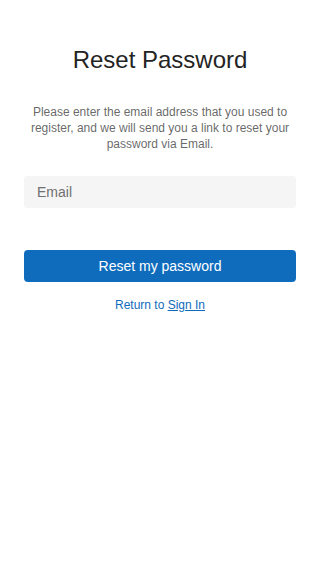 Reset Password
Please enter the email address that you used to
register, and we will send you a link to reset your
password via Email.
Email
Reset my password
Return to Sign In